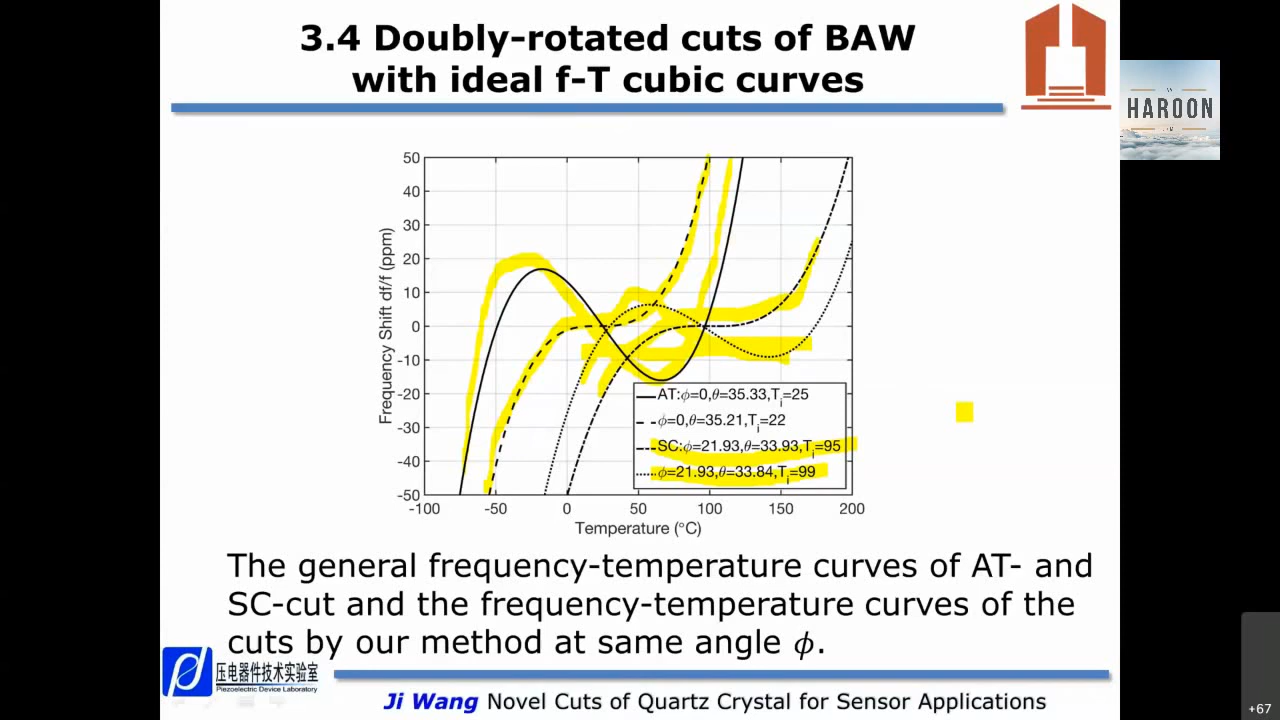 3.4 Doubly-rotated cuts of BAW
with ideal f-T cubic curves
HAROON
50
40
30
20
10
0
-10
-20
-30
-40
-50
Frequency Shift df/f (ppm)
AT:ϕ=0,θ=35.33,Ti=25
ϕ=0,θ=35.21,Ti=22
SC:ϕ=21.93,θ=33.93,Ti=95
ϕ=21.93,θ=33.84,Ti=99
-100 -50 0 50 100 150 200
Temperature (°C)
The general frequency-temperature curves of AT- and
SC-cut and the frequency-temperature curves of the
cuts by our method at same angle ϕ.
压电器件技术实验室
Piezoelectric Device Laboratory
Ji Wang Novel Cuts of Quartz Crystal for Sensor Applications
+67